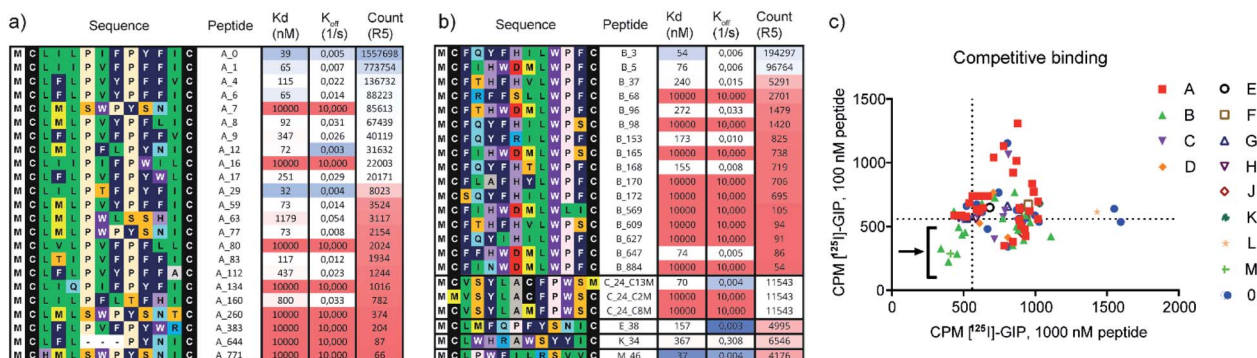 a) Sequence Peptide Kd (nM) K_off (1/s) Count (R5)
M C L I L P I F P Y F I C A_0 39 0,005 1557698
M C L I L P V F P Y F I C A_1 65 0,007 773754
A_4 115 0,022 136732
A_6 65 0,014 88223
M C L M L S W P Y S N I C A_7 10000 10,000 85613
A_8 92 0,031 67439
A_9 347 0,026 40119
M C L M L P F L P Y N I C A_12 72 0,003 31632
M C L I L P I F P W I L C A_16 10000 10,000 22003
A_17 251 0,029 20171
M C L I L P T F P Y F I C A_29 32 0,004 8023
A_59 73 0,014 3524
M C L M L P W L S S H I C A_63 1179 0,054 3117
M C L M L P W P Y S N I C A_77 73 0,008 2154
M C L V L P V F P F L L C A_80 10000 10,000 2024
M C L T I P V F P Y F I C A_83 117 0,012 1934
A_112 437 0,023 1244
A_134 10000 10,000 1016
A_160 800 0,033 782
M C L M L S W P Y S N T C A_260 10000 10,000 374
A_383 10000 10,000 204
A_644 10000 10,000 87
A_771 10000 10,000 66
b) Sequence Peptide Kd (nM) K_off (1/s) Count (R5)
M C F Q Y F H I L W P F C B_3 54 0,006 194297
M C F I H W D M L W P F C B_5 76 0,006 96764
M C F T H F H V L W P F C B_37 240 0,015 5291
M C F R F F S L L W P F C B_68 10000 10,000 2701
M C F T H W D M L W P F C B_96 272 0,033 1479
B_98 10000 10,000 1420
M C F Q Y F R I L W P F C B_153 173 0,010 825
B_165 10000 10,000 738
M C F Q Y F H T L W P F C B_168 155 0,008 719
M C F L A F H Y L W P F C B_170 10000 10,000 706
M C S Q Y F H I L W P F C B_172 10000 10,000 695
M C F I H W D M L W L I C B_569 10000 10,000 105
M C F T H F H V L W P S C B_609 10000 10,000 94
M C F Q Y I H I L W P F C B_627 10000 10,000 91
M C F H H W D M L W P F C B_647 74 0,005 86
M C F I N W D M L W P F C B_884 10000 10,000 54
M C V S Y L A C F P W S M C_24_C13M 70 0,004 11543
M M V S Y L A C F P W S C C_24_C2M 10000 10,000 11543
M C V S Y L A M F P W S C C_24_C8M 10000 10,000 11543
M C M F Q P F Y S N I C E_38 157 0,003 4995
M C W L H R A W S Y Y I C K_34 367 0,308 6546
M C L P W F I L R S V V C M_46 37 0,004 4176
c) Competitive binding
CPM [¹²⁵I]-GIP, 100 nM peptide
1500
1000
500
0
0 500 1000 1500 2000
CPM [¹²⁵I]-GIP, 1000 nM peptide
A
B
C
D
E
F
G
H
J
K
L
M
0